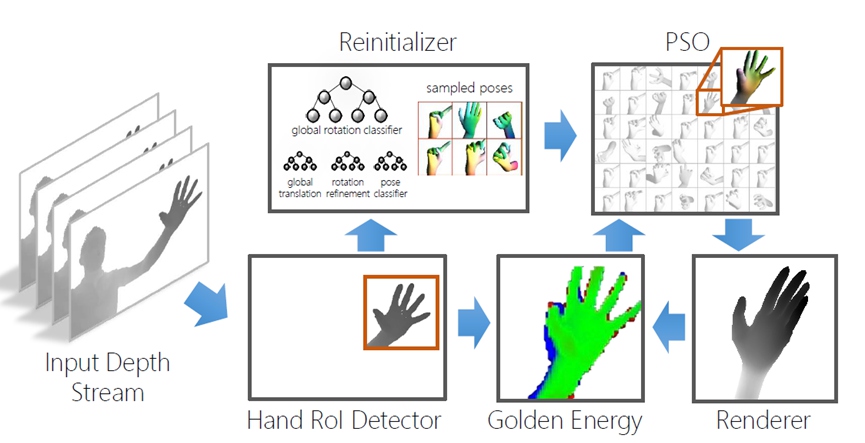 Reinitializer
PSO
sampled poses
global rotation classifier
global
translation
rotation
refinement
pose
classifier
Input Depth
Stream
Hand RoI Detector
Golden Energy
Renderer